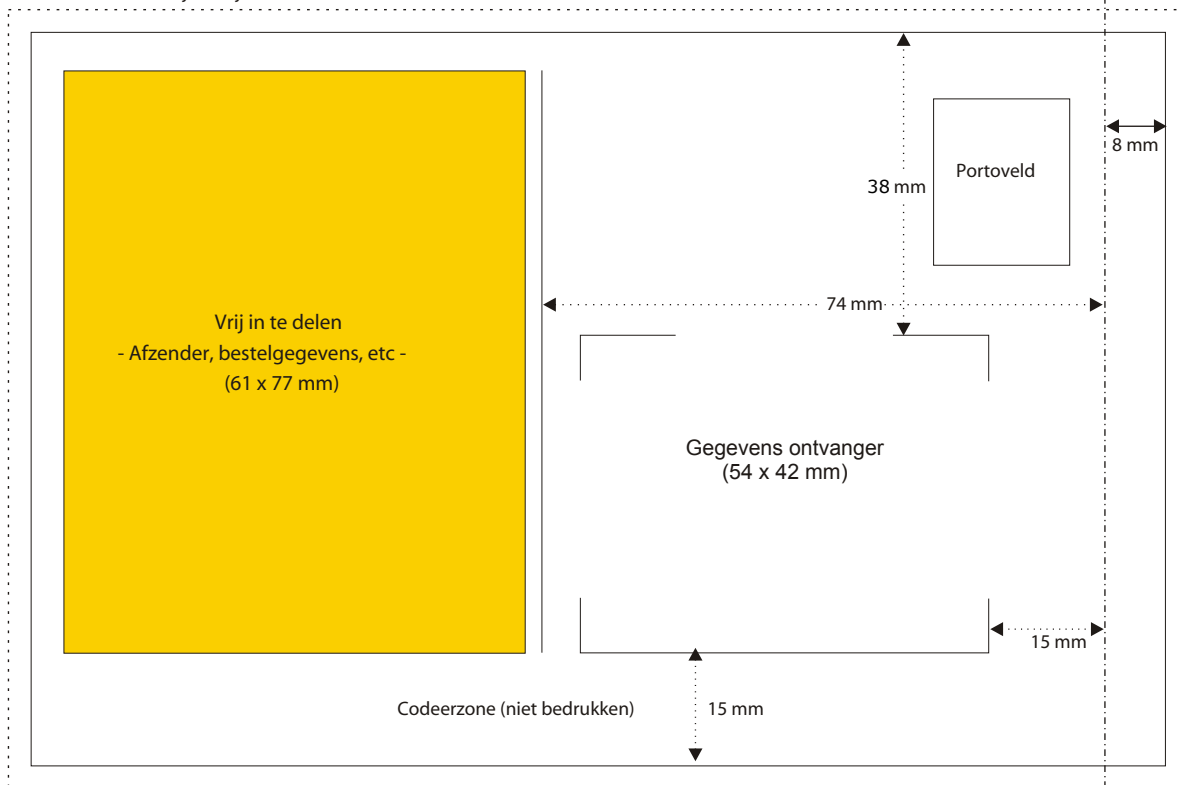 8 mm
Portoveld
38 mm
74 mm
Vrij in te delen
- Afzender, bestelgegevens, etc -
(61 x 77 mm)
Gegevens ontvanger
(54 x 42 mm)
15 mm
Codeerzone (niet bedrukken)
15 mm